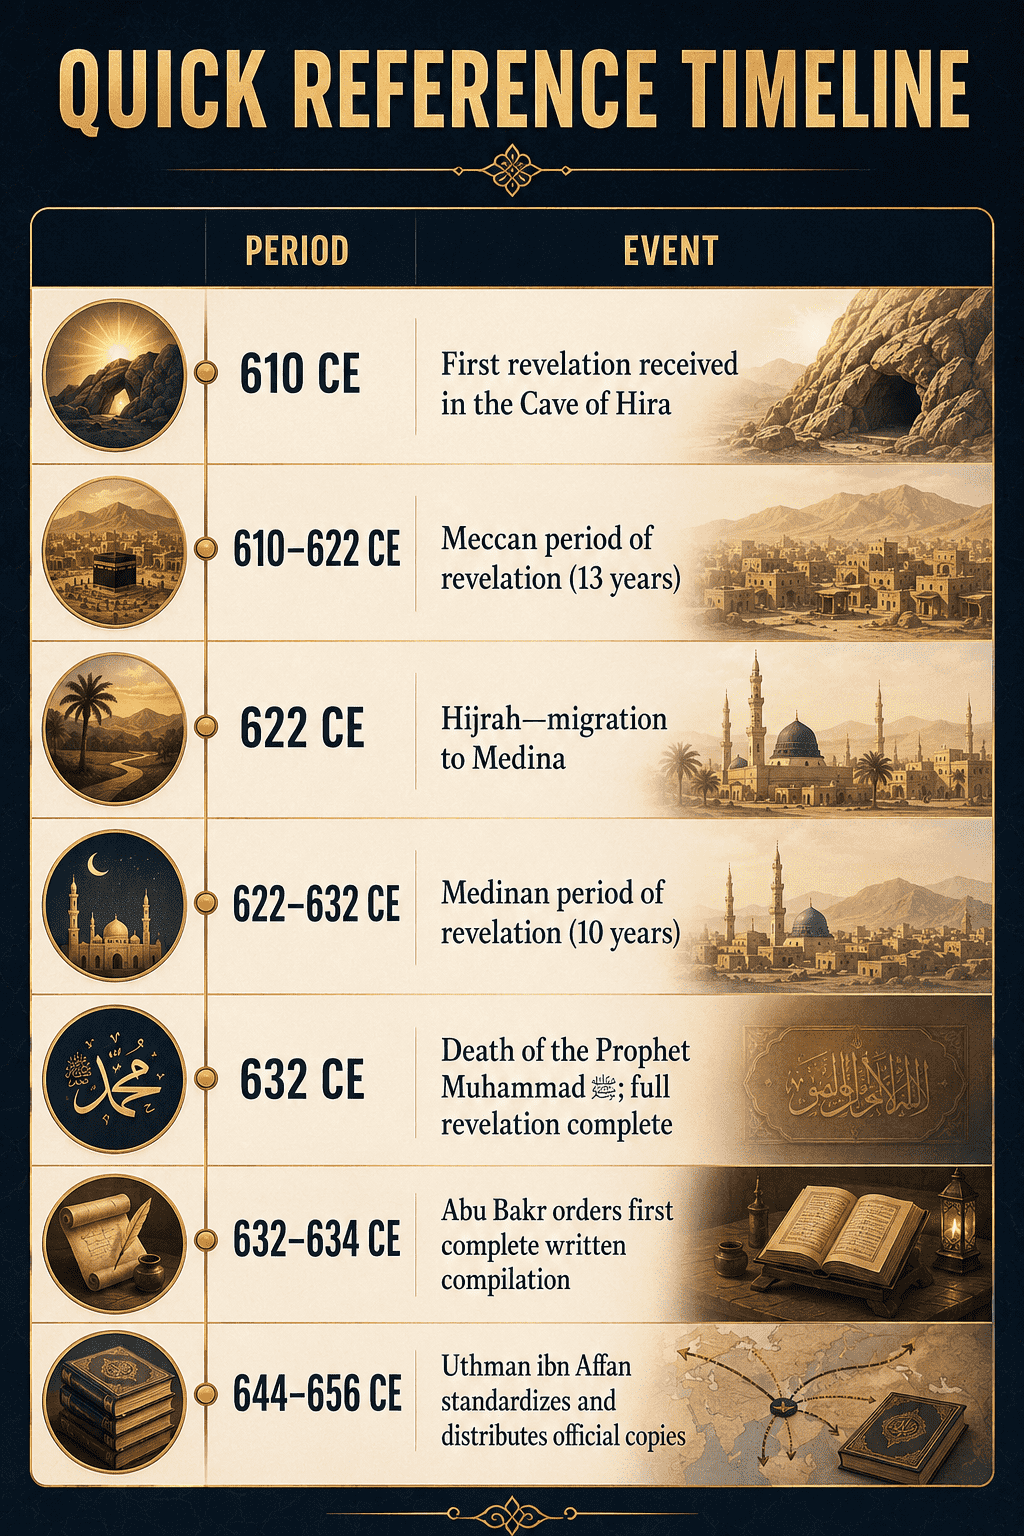 QUICK REFERENCE TIMELINE
PERIOD
EVENT
610 CE
First revelation received
in the Cave of Hira
610–622 CE
Meccan period of
revelation (13 years)
622 CE
Hijrah—migration
to Medina
622–632 CE
Medinan period of
revelation (10 years)
محمد
632 CE
Death of the Prophet
Muhammad ﷺ; full
revelation complete
632–634 CE
Abu Bakr orders first
complete written
compilation
644–656 CE
Uthman ibn Affan
standardizes and
distributes official copies